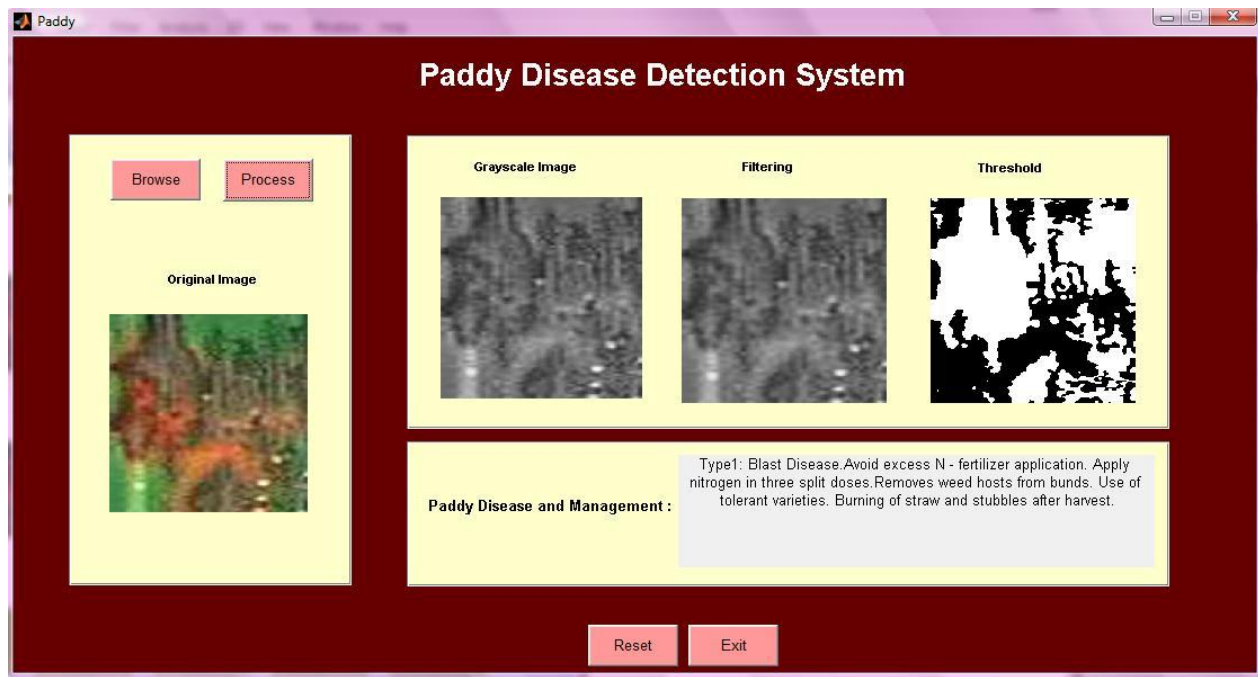 Paddy
Paddy Disease Detection System
Browse
Process
Original Image
Grayscale Image
Filtering
Threshold
Paddy Disease and Management :
Type1: Blast Disease.Avoid excess N - fertilizer application. Apply
nitrogen in three split doses.Removes weed hosts from bunds. Use of
tolerant varieties. Burning of straw and stubbles after harvest.
Reset
Exit